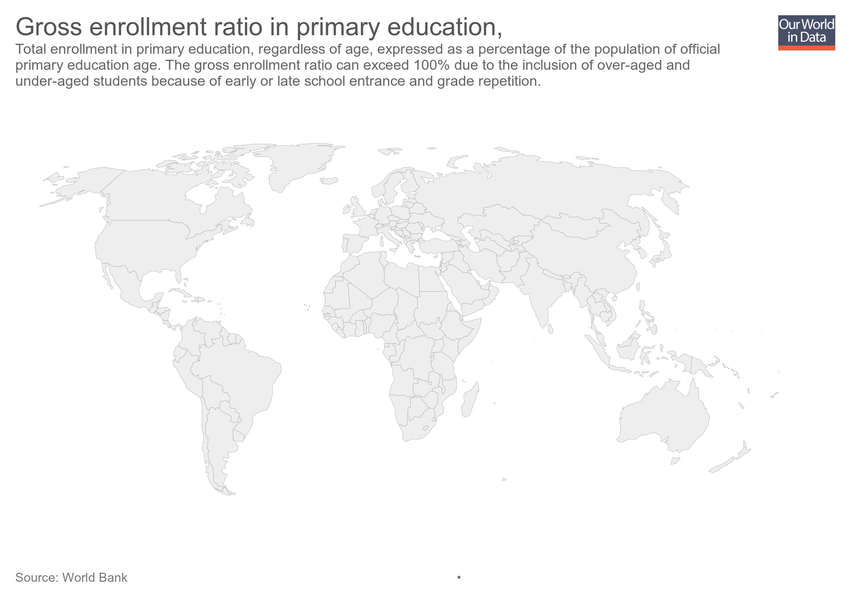 Gross enrollment ratio in primary education,
Total enrollment in primary education, regardless of age, expressed as a percentage of the population of official
primary education age. The gross enrollment ratio can exceed 100% due to the inclusion of over-aged and
under-aged students because of early or late school entrance and grade repetition.
Our World
in Data
Source: World Bank
•